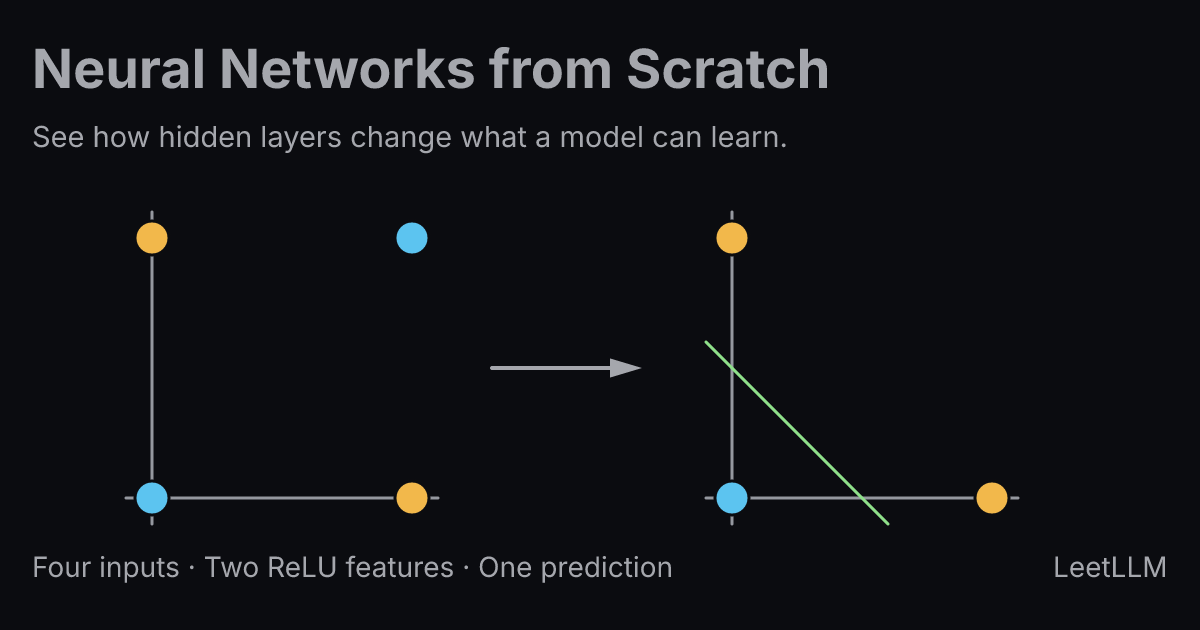 Neural Networks from Scratch
See how hidden layers change what a model can learn.
Four inputs · Two ReLU features · One prediction
LeetLLM